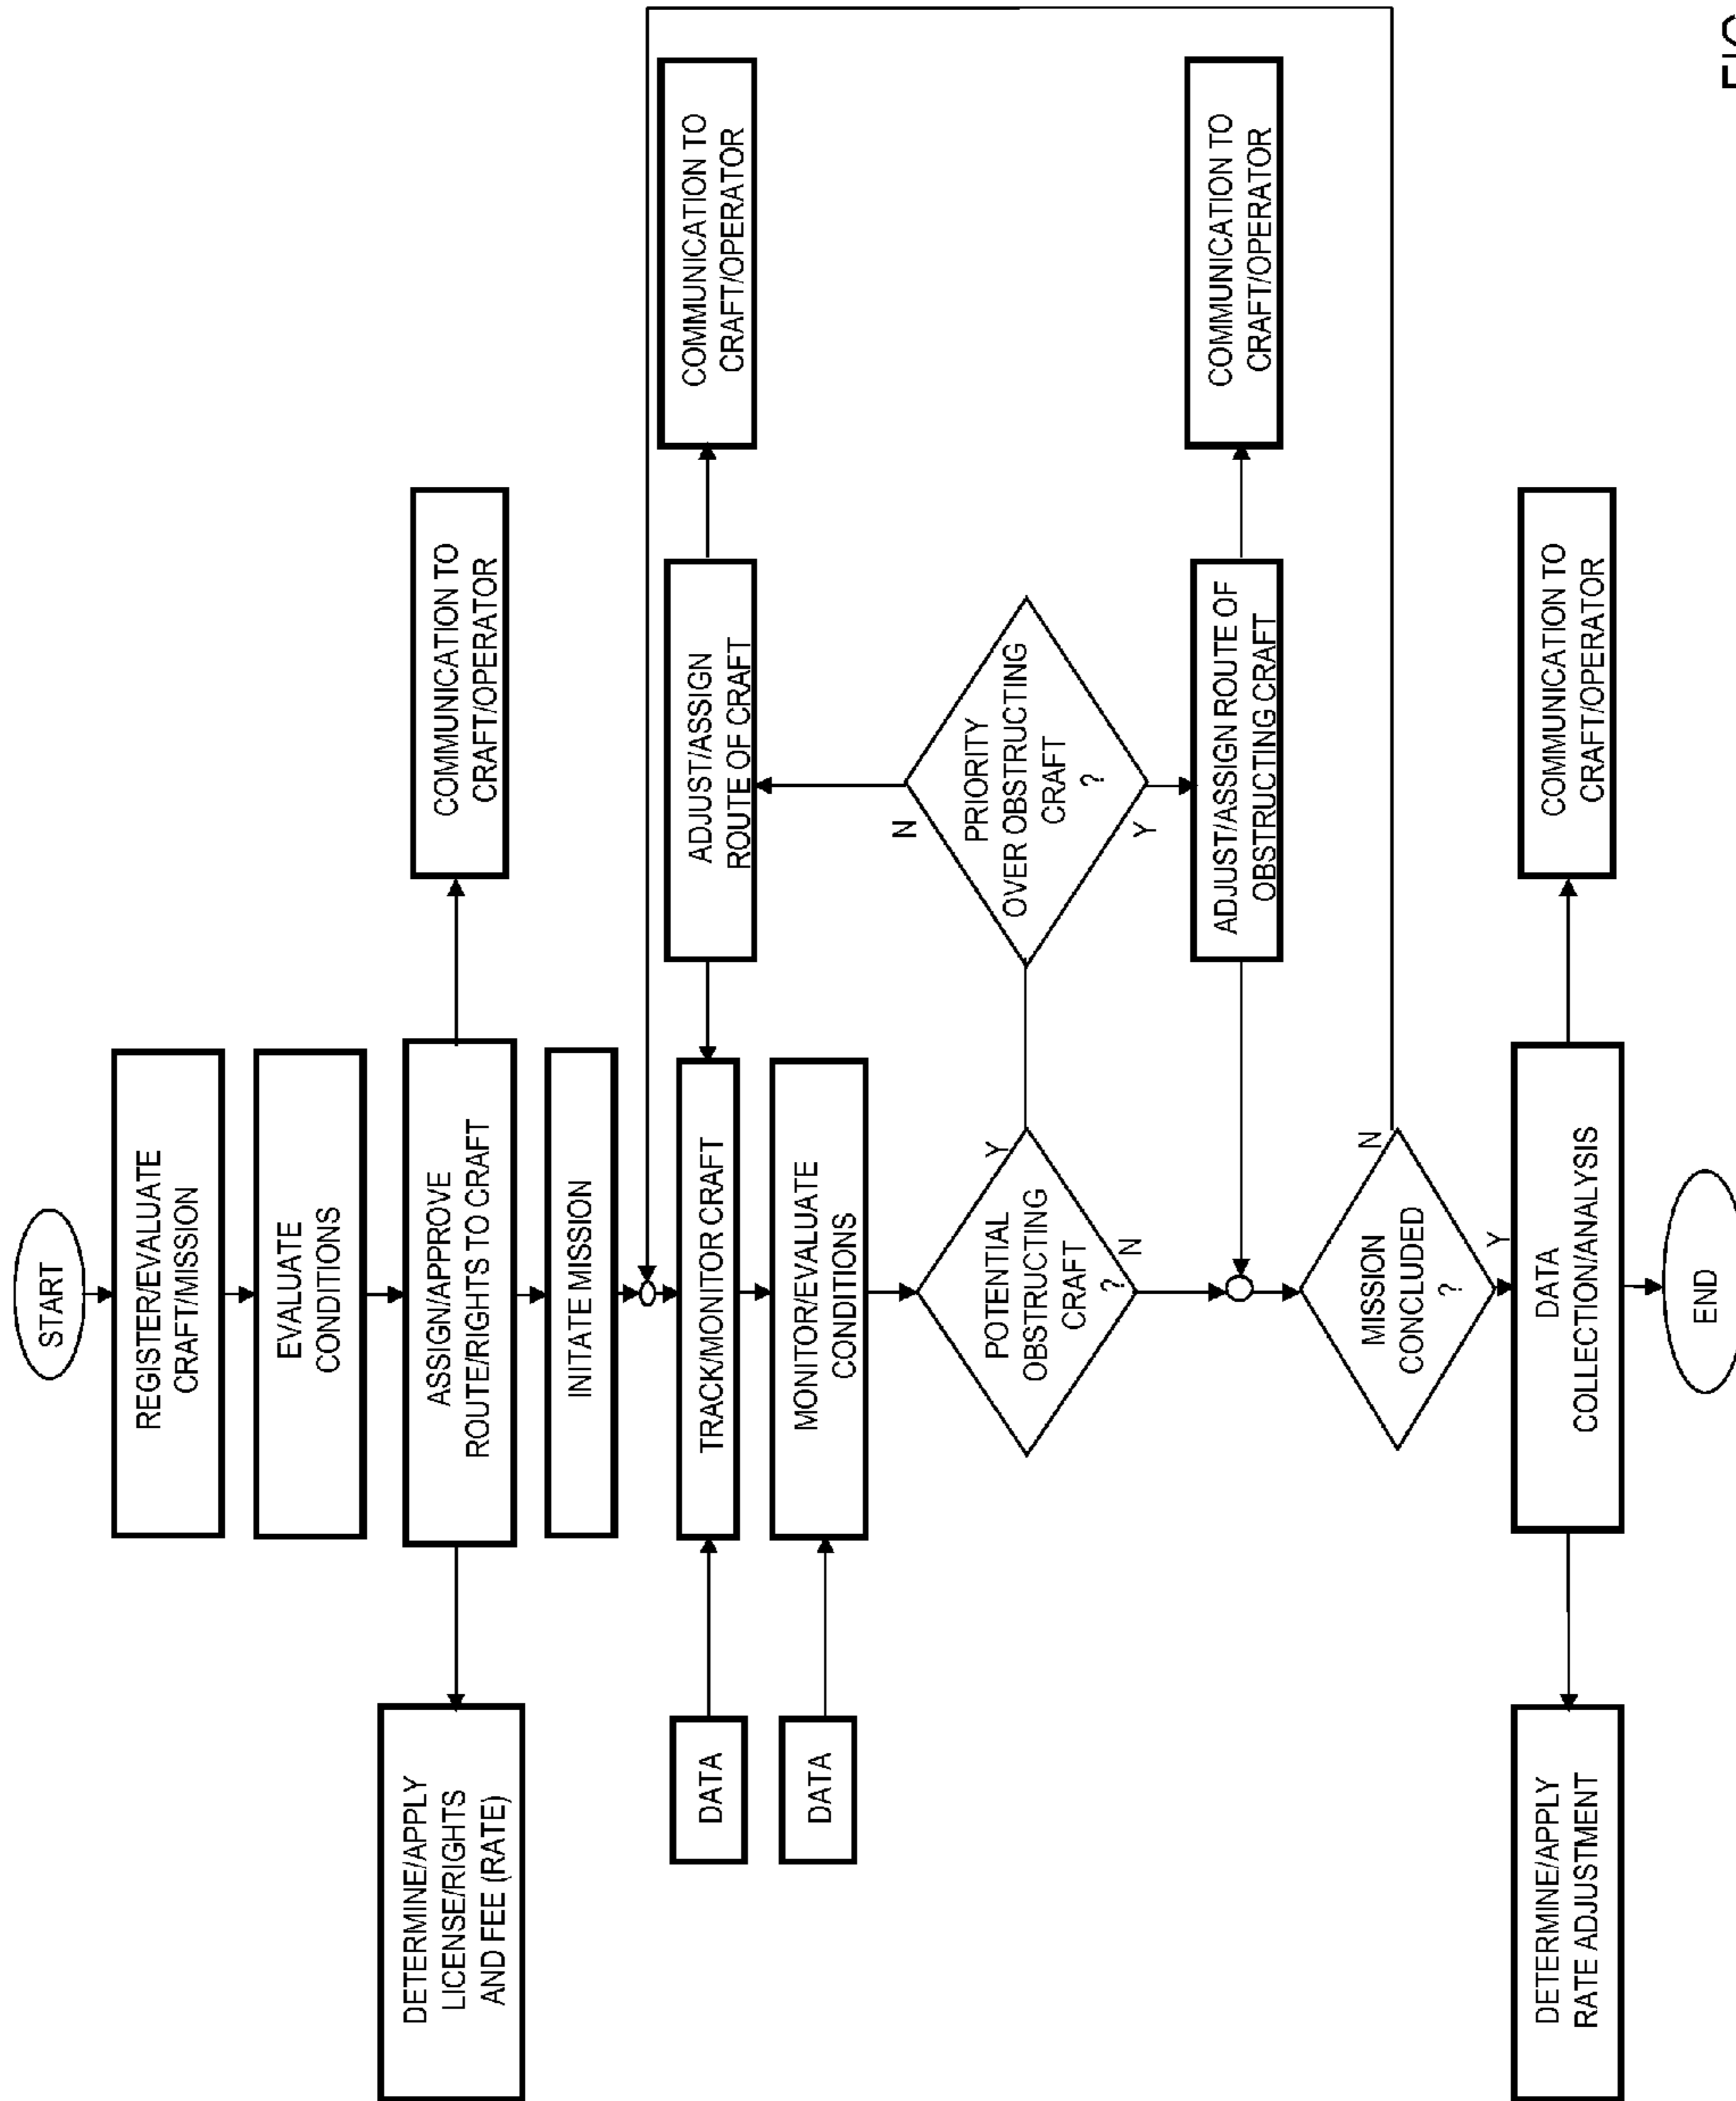 START
REGISTER/EVALUATE
CRAFT/MISSION
EVALUATE
CONDITIONS
DETERMINE/APPLY
LICENSE/RIGHTS
AND FEE (RATE)
ASSIGN/APPROVE
ROUTE/RIGHTS TO CRAFT
COMMUNICATION TO
CRAFT/OPERATOR
INITATE MISSION
DATA
TRACK/MONITOR CRAFT
ADJUST/ASSIGN
ROUTE OF CRAFT
COMMUNICATION TO
CRAFT/OPERATOR
DATA
MONITOR/EVALUATE
CONDITIONS
POTENTIAL
OBSTRUCTING
CRAFT
?
Y
N
PRIORITY
OVER OBSTRUCTING
CRAFT
?
N
Y
ADJUST/ASSIGN ROUTE OF
OBSTRUCTING CRAFT
COMMUNICATION TO
CRAFT/OPERATOR
MISSION
CONCLUDED
?
N
Y
DETERMINE/APPLY
RATE ADJUSTMENT
DATA
COLLECTION/ANALYSIS
COMMUNICATION TO
CRAFT/OPERATOR
END